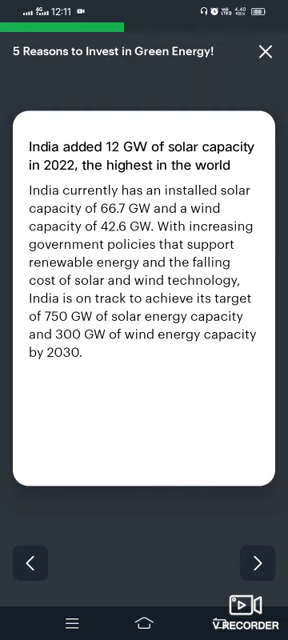 12:11
5 Reasons to Invest in Green Energy!
India added 12 GW of solar capacity
in 2022, the highest in the world
India currently has an installed solar
capacity of 66.7 GW and a wind
capacity of 42.6 GW. With increasing
government policies that support
renewable energy and the falling
cost of solar and wind technology,
India is on track to achieve its target
of 750 GW of solar energy capacity
and 300 GW of wind energy capacity
by 2030.
V RECORDER